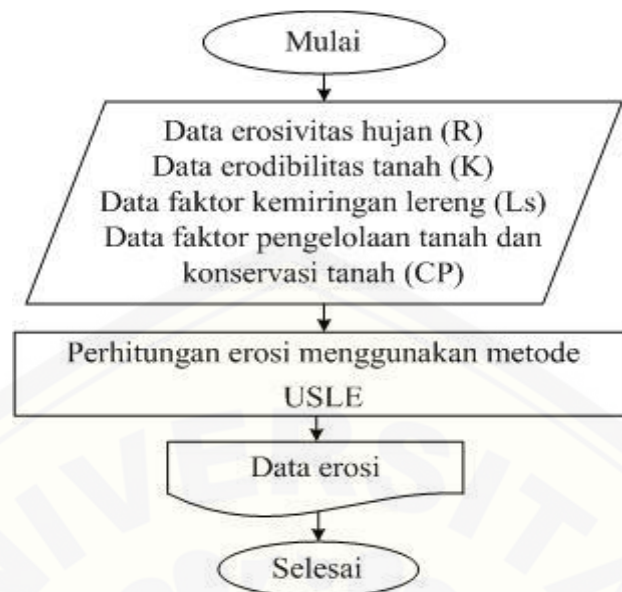 Mulai
Data erosivitas hujan (R)
Data erodibilitas tanah (K)
Data faktor kemiringan lereng (Ls)
Data faktor pengelolaan tanah dan
konservasi tanah (CP)
Perhitungan erosi menggunakan metode
USLE
Data erosi
Selesai